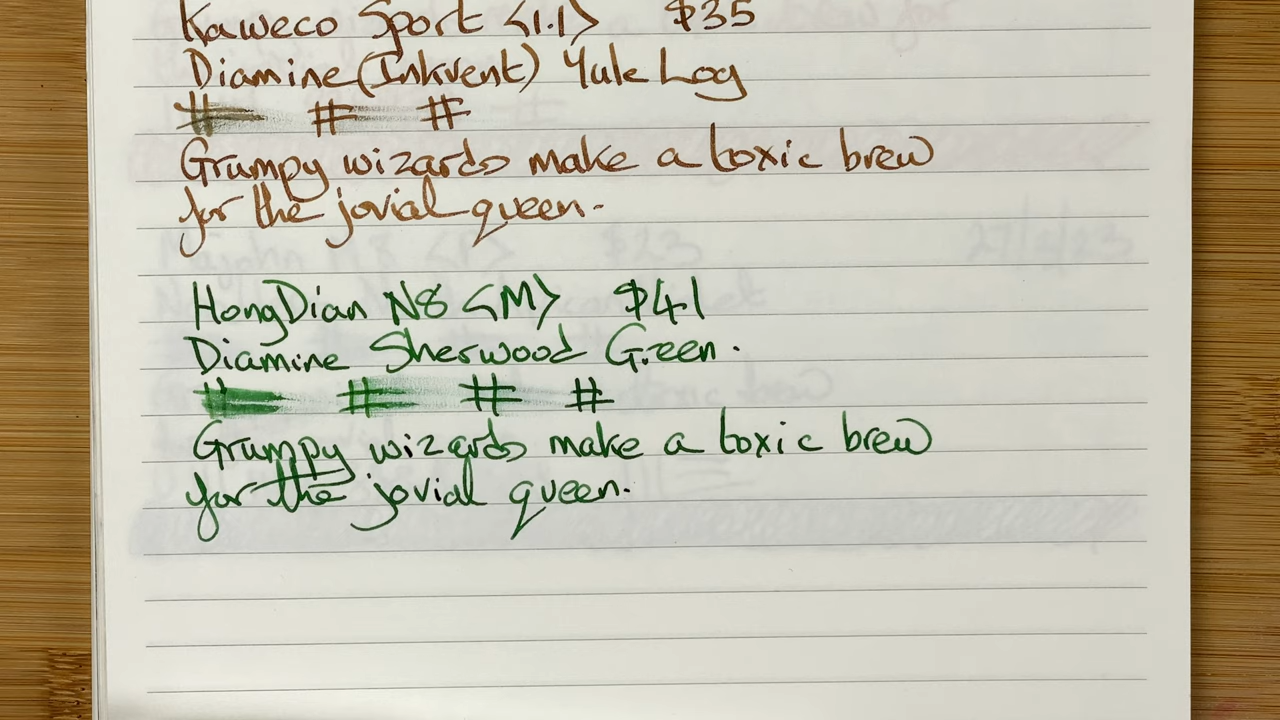 Kaweco Sport <1.1> $35
Diamine (Inkvent) Yule Log
# # #
Grumpy wizards make a toxic brew
for the jovial queen.
HongDian N8 <M> $41
Diamine Sherwood Green.
# # # #
Grumpy wizards make a toxic brew
for the jovial queen.